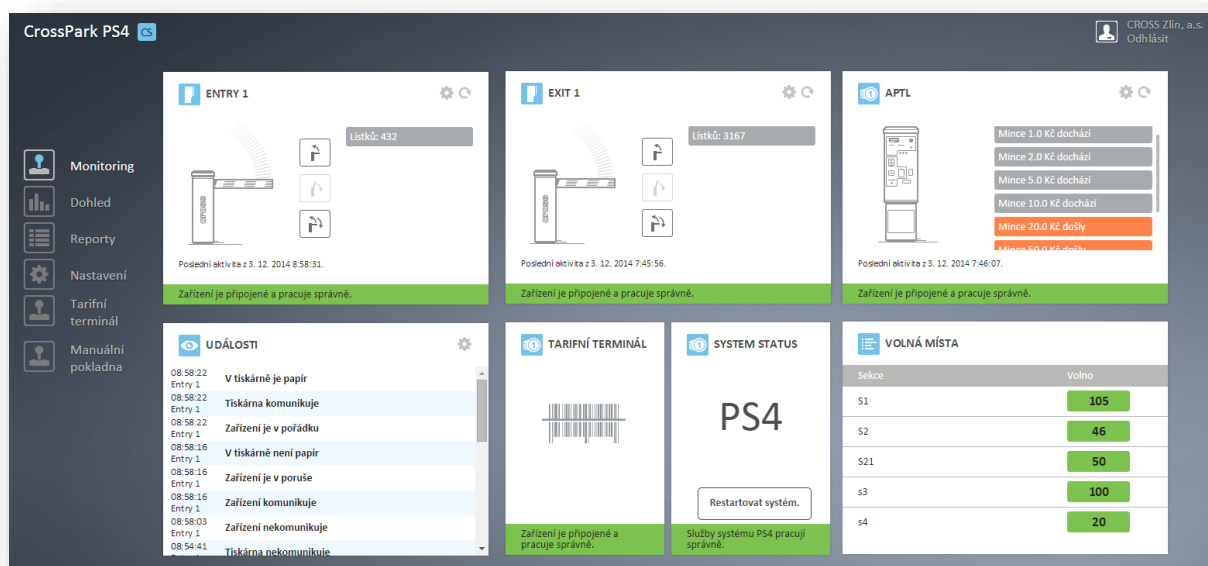 CrossPark PS4 CS
CROSS Zlín, a.s.
Odhlásit
Monitoring
Dohled
Reporty
Nastavení
Tarifní
terminál
Manuální
pokladna
ENTRY 1
Lístků: 432
CROSS
Poslední aktivita z 3. 12. 2014 8:58:31.
Zařízení je připojené a pracuje správně.
EXIT 1
Lístků: 3167
CROSS
Poslední aktivita z 3. 12. 2014 7:45:56.
Zařízení je připojené a pracuje správně.
APTL
Mince 1.0 Kč dochází
Mince 2.0 Kč dochází
Mince 5.0 Kč dochází
Mince 10.0 Kč dochází
Mince 20.0 Kč došly
Mince 50.0 Kč došly
Poslední aktivita z 3. 12. 2014 7:46:07.
Zařízení je připojené a pracuje správně.
UDÁLOSTI
08:58:22
Entry 1
V tiskárně je papír
08:58:22
Entry 1
Tiskárna komunikuje
08:58:22
Entry 1
Zařízení je v pořádku
08:58:16
Entry 1
V tiskárně není papír
08:58:16
Entry 1
Zařízení je v poruše
08:58:16
Entry 1
Zařízení komunikuje
08:58:03
Entry 1
Zařízení nekomunikuje
08:54:41
Tiskárna nekomunikuje
TARIFNÍ TERMINÁL
Zařízení je připojené a
pracuje správně.
SYSTEM STATUS
PS4
Restartovat systém.
Služby systému PS4 pracují
správně.
VOLNÁ MÍSTA
Sekce Volno
S1 105
S2 46
S21 50
s3 100
s4 20